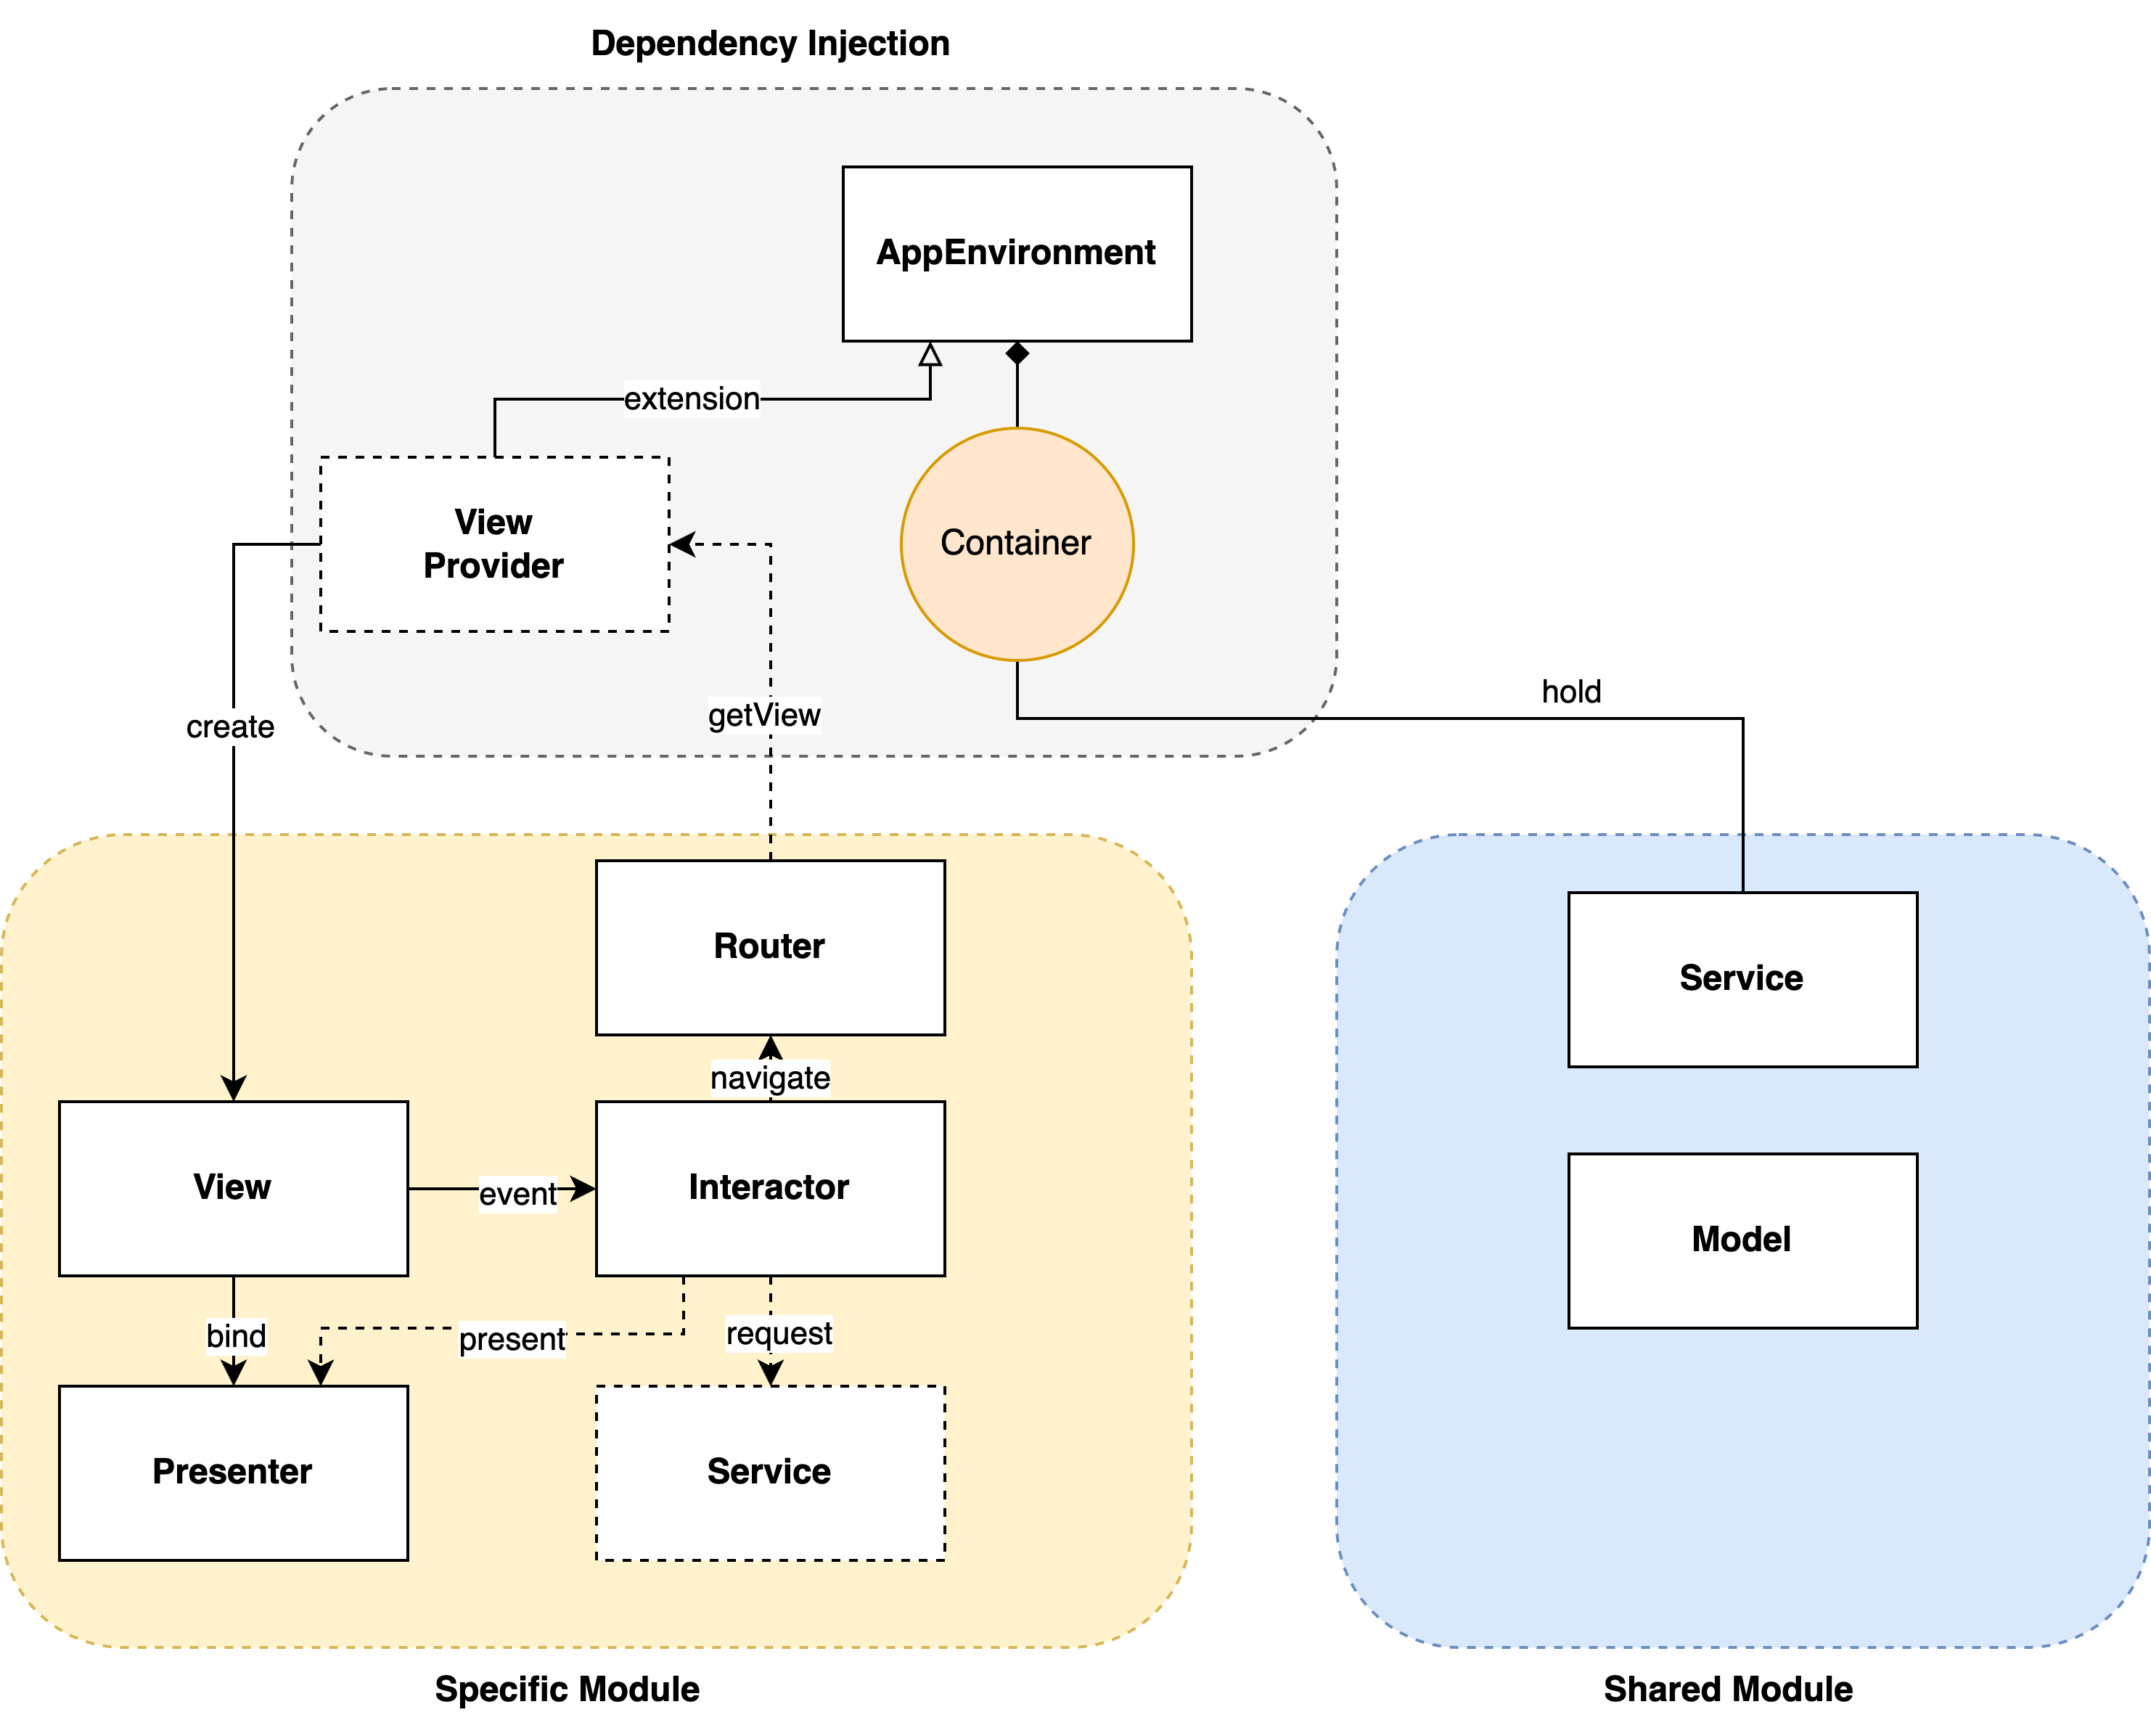 Dependency Injection
AppEnvironment
extension
View
Provider
Container
hold
getView
create
Router
Service
navigate
View
event
Interactor
Model
bind
present
request
Presenter
Service
Specific Module
Shared Module